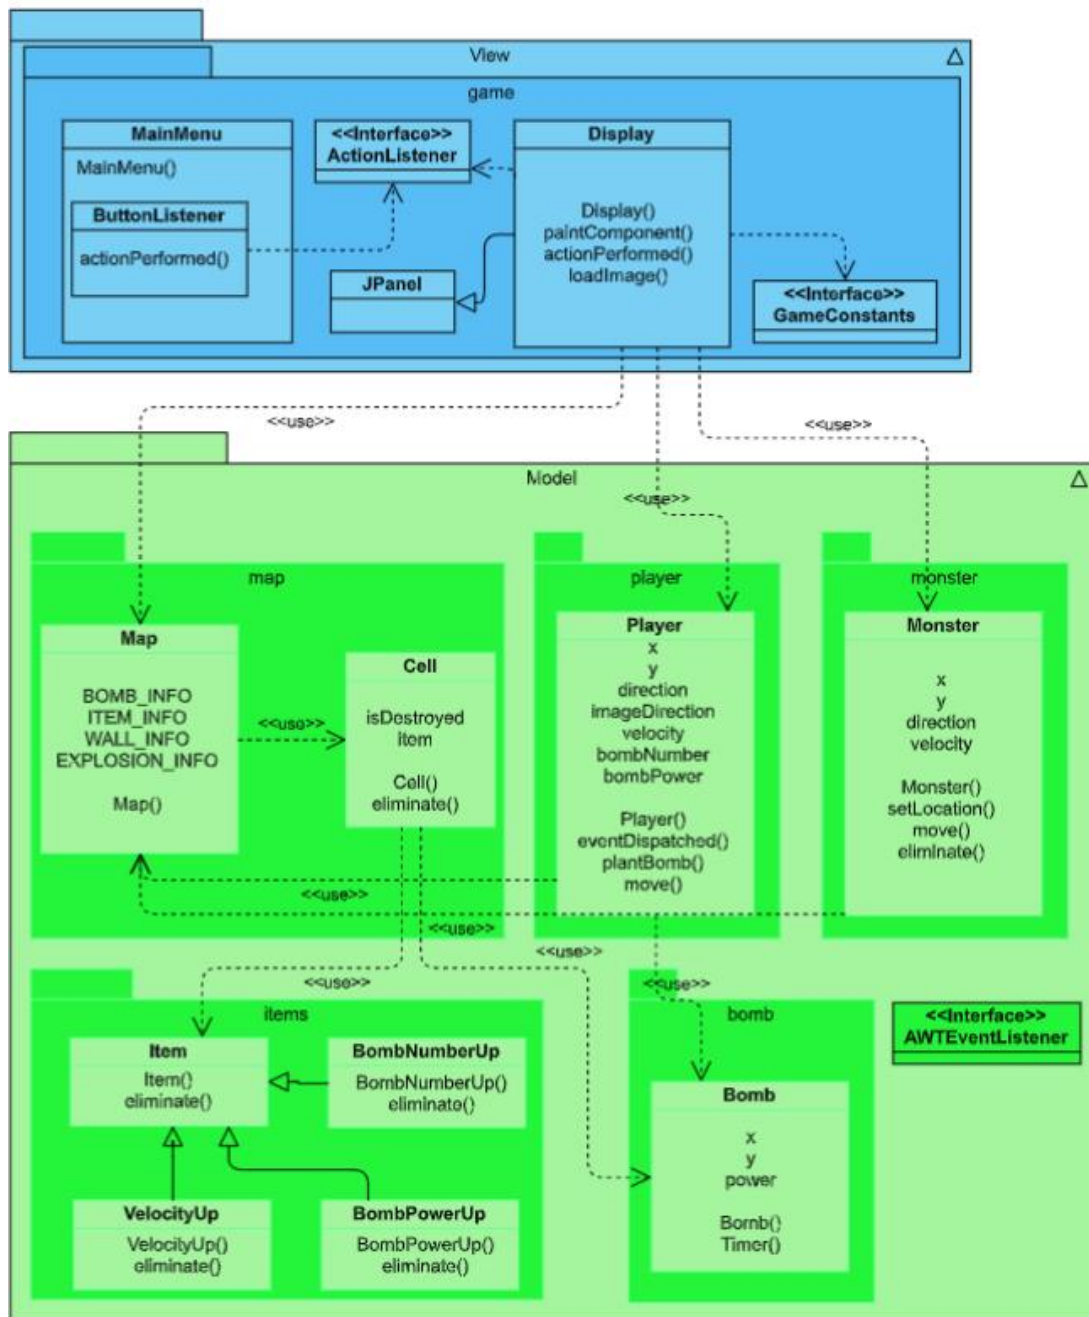 View
game
MainMenu
MainMenu()
ButtonListener
actionPerformed()
<<Interface>>
ActionListener
JPanel
Display
Display()
paintComponent()
actionPerformed()
loadImage()
<<Interface>>
GameConstants
<<use>>
<<use>>
<<use>>
Model
map
Map
BOMB_INFO
ITEM_INFO
WALL_INFO
EXPLOSION_INFO
Map()
<<use>>
Cell
isDestroyed
item
Cell()
eliminate()
player
Player
x
y
direction
imageDirection
velocity
bombNumber
bombPower
Player()
eventDispatched()
plantBomb()
move()
monster
Monster
x
y
direction
velocity
Monster()
setLocation()
move()
eliminate()
<<use>>
<<use>>
<<use>>
<<use>>
<<use>>
items
Item
Item()
eliminate()
BombNumberUp
BombNumberUp()
eliminate()
VelocityUp
VelocityUp()
eliminate()
BombPowerUp
BombPowerUp()
eliminate()
bomb
Bomb
x
y
power
Bomb()
Timer()
<<Interface>>
AWTEventListener